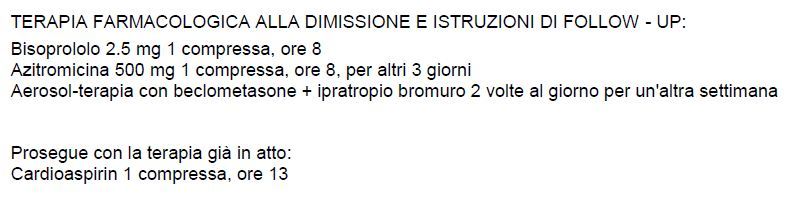 TERAPIA FARMACOLOGICA ALLA DIMISSIONE E ISTRUZIONI DI FOLLOW - UP:
Bisoprololo 2.5 mg 1 compressa, ore 8
Azitromicina 500 mg 1 compressa, ore 8, per altri 3 giorni
Aerosol-terapia con beclometasone + ipratropio bromuro 2 volte al giorno per un'altra settimana
Prosegue con la terapia già in atto:
Cardioaspirin 1 compressa, ore 13